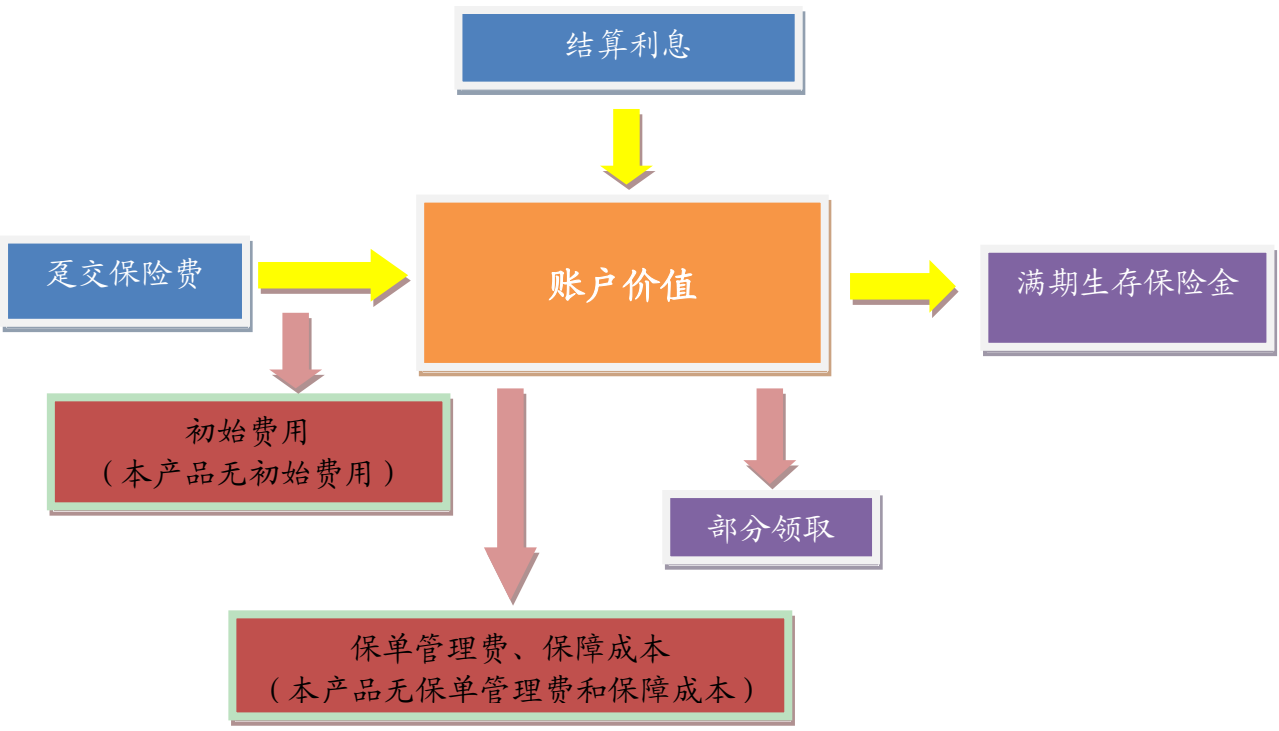 结算利息
趸交保险费
账户价值
满期生存保险金
初始费用
（本产品无初始费用）
部分领取
保单管理费、保障成本
（本产品无保单管理费和保障成本）